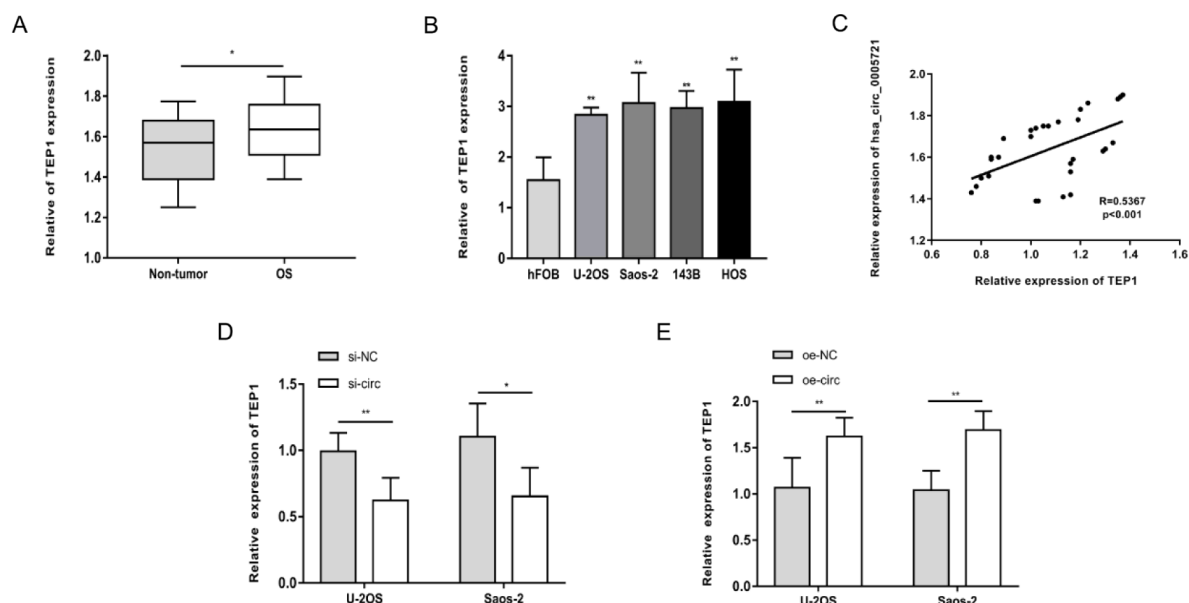 A
Relative of TEP1 expression
2.0
1.8
1.6
1.4
1.2
1.0
*
Non-tumor
OS
B
Relative of TEP1 expression
4
3
2
1
0
**
**
**
**
hFOB
U-2OS
Saos-2
143B
HOS
C
Relative expression of hsa_circ_0005721
2.0
1.8
1.6
1.4
1.2
R=0.5367
p<0.001
0.6
0.8
1.0
1.2
1.4
1.6
Relative expression of TEP1
D
si-NC
si-circ
Relative expression of TEP1
1.5
1.0
0.5
0.0
**
*
U-2OS
Saos-2
E
oe-NC
oe-circ
Relative expression of TEP1
2.0
1.5
1.0
0.5
0.0
**
**
U-2OS
Saos-2